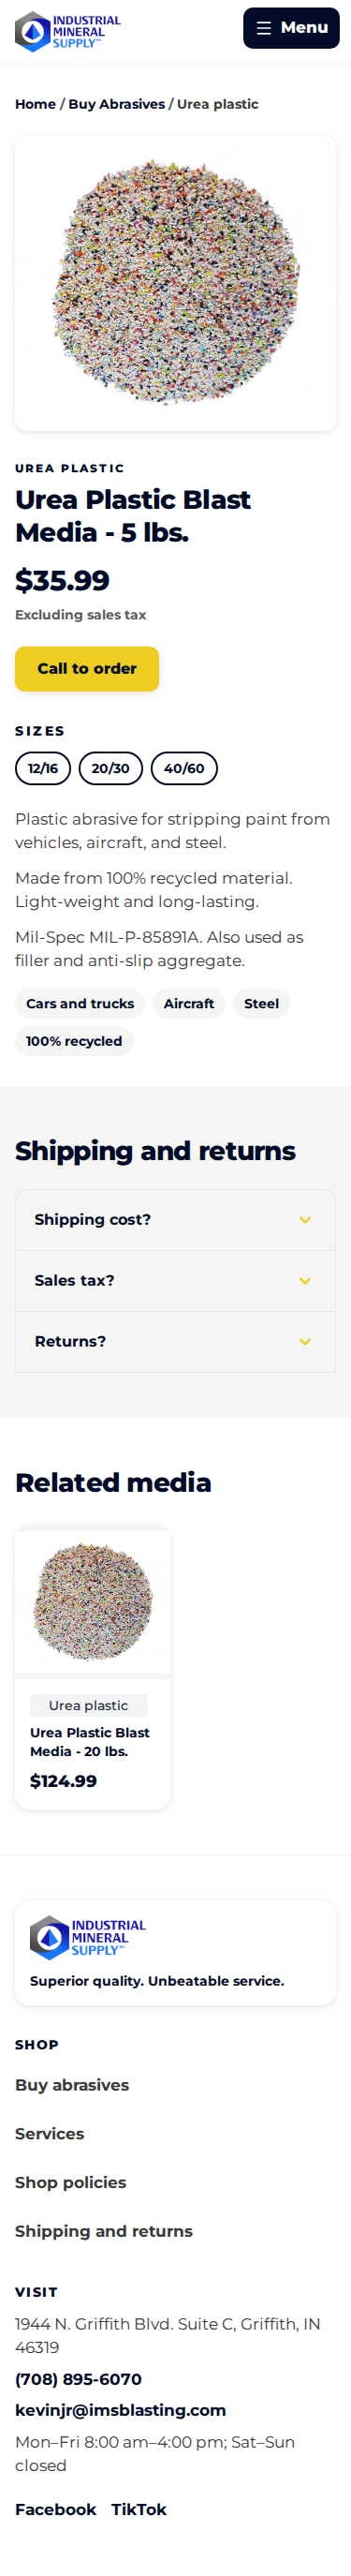 INDUSTRIAL
MINERAL
SUPPLY™
Menu
Home / Buy Abrasives / Urea plastic
UREA PLASTIC
Urea Plastic Blast
Media - 5 lbs.
$35.99
Excluding sales tax
Call to order
SIZES
12/16 20/30 40/60
Plastic abrasive for stripping paint from
vehicles, aircraft, and steel.
Made from 100% recycled material.
Light-weight and long-lasting.
Mil-Spec MIL-P-85891A. Also used as
filler and anti-slip aggregate.
Cars and trucks Aircraft Steel
100% recycled
Shipping and returns
Shipping cost?
Sales tax?
Returns?
Related media
Urea plastic
Urea Plastic Blast
Media - 20 lbs.
$124.99
INDUSTRIAL
MINERAL
SUPPLY™
Superior quality. Unbeatable service.
SHOP
Buy abrasives
Services
Shop policies
Shipping and returns
VISIT
1944 N. Griffith Blvd. Suite C, Griffith, IN
46319
(708) 895-6070
kevinjr@imsblasting.com
Mon–Fri 8:00 am–4:00 pm; Sat–Sun
closed
Facebook TikTok